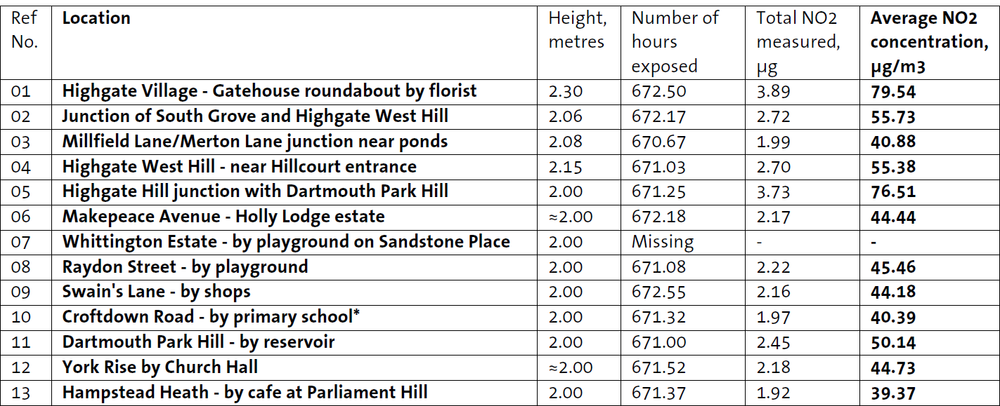 Ref No. Location Height, metres Number of hours exposed Total NO2 measured, µg Average NO2 concentration, µg/m3
01 Highgate Village - Gatehouse roundabout by florist 2.30 672.50 3.89 79.54
02 Junction of South Grove and Highgate West Hill 2.06 672.17 2.72 55.73
03 Millfield Lane/Merton Lane junction near ponds 2.08 670.67 1.99 40.88
04 Highgate West Hill - near Hillcourt entrance 2.15 671.03 2.70 55.38
05 Highgate Hill junction with Dartmouth Park Hill 2.00 671.25 3.73 76.51
06 Makepeace Avenue - Holly Lodge estate ≈2.00 672.18 2.17 44.44
07 Whittington Estate - by playground on Sandstone Place 2.00 Missing - -
08 Raydon Street - by playground 2.00 671.08 2.22 45.46
09 Swain's Lane - by shops 2.00 672.55 2.16 44.18
10 Croftdown Road - by primary school* 2.00 671.32 1.97 40.39
11 Dartmouth Park Hill - by reservoir 2.00 671.00 2.45 50.14
12 York Rise by Church Hall ≈2.00 671.52 2.18 44.73
13 Hampstead Heath - by cafe at Parliament Hill 2.00 671.37 1.92 39.37